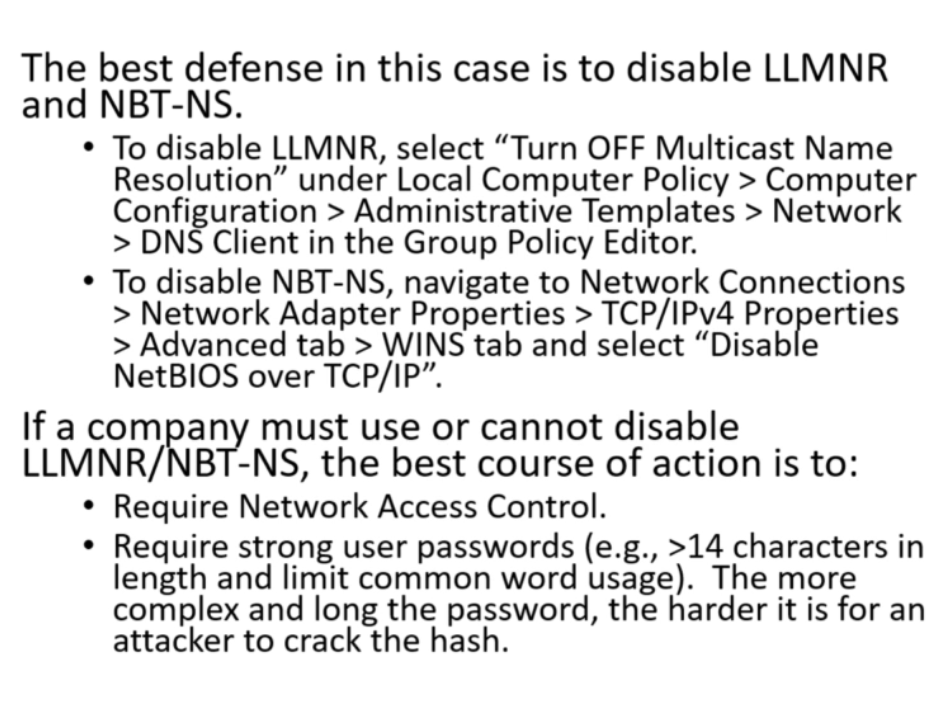 The best defense in this case is to disable LLMNR
and NBT-NS.
• To disable LLMNR, select “Turn OFF Multicast Name
Resolution” under Local Computer Policy > Computer
Configuration > Administrative Templates > Network
> DNS Client in the Group Policy Editor.
• To disable NBT-NS, navigate to Network Connections
> Network Adapter Properties > TCP/IPv4 Properties
> Advanced tab > WINS tab and select “Disable
NetBIOS over TCP/IP”.
If a company must use or cannot disable
LLMNR/NBT-NS, the best course of action is to:
• Require Network Access Control.
• Require strong user passwords (e.g., >14 characters in
length and limit common word usage).  The more
complex and long the password, the harder it is for an
attacker to crack the hash.